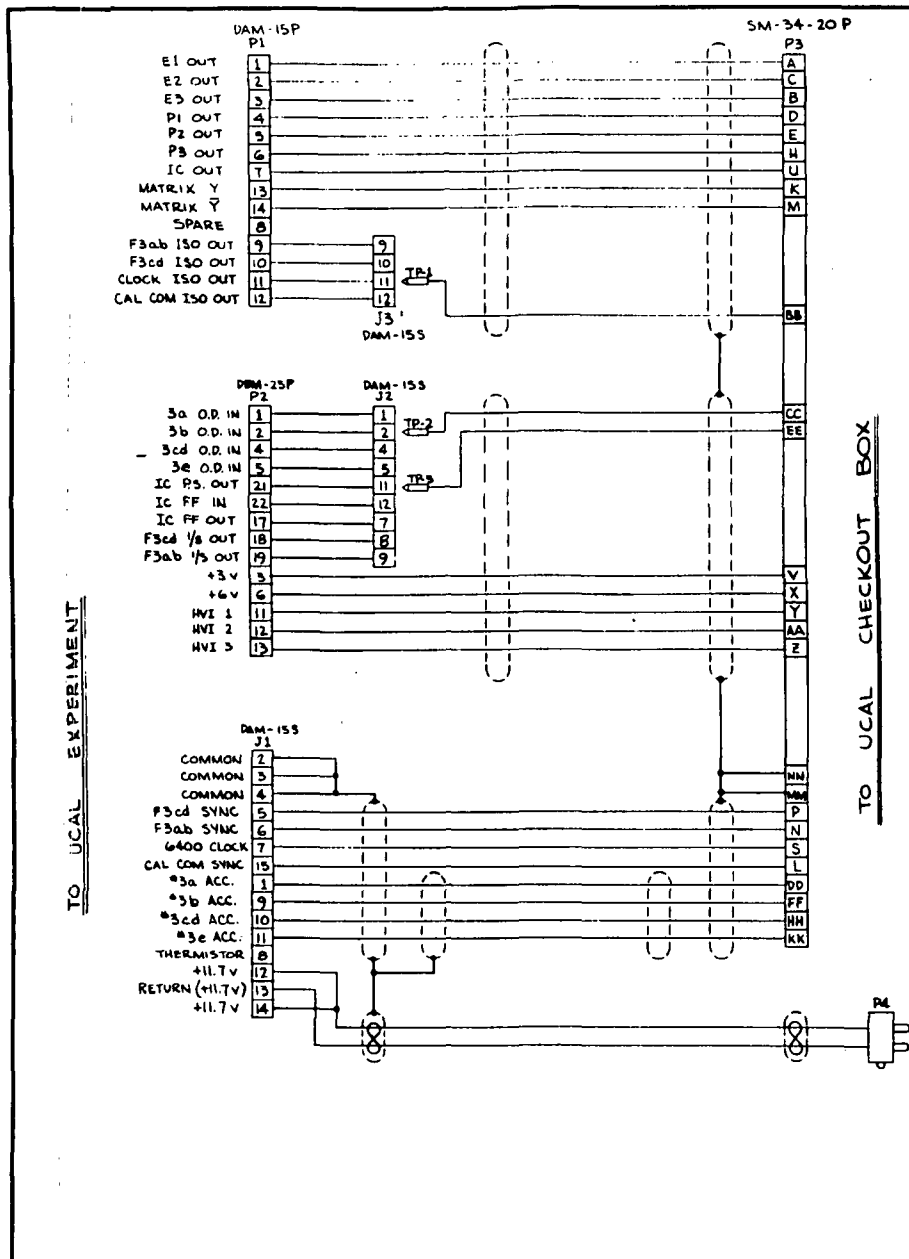 DAM-15P
P1
SM-34-20 P
P3
E1 OUT 1 A
E2 OUT 2 C
E3 OUT 3 B
P1 OUT 4 D
P2 OUT 5 E
P3 OUT 6 H
IC OUT 7 U
MATRIX Y 13 K
MATRIX Y̅ 14 M
SPARE 8
F3ab ISO OUT 9 9
F3cd ISO OUT 10 10
CLOCK ISO OUT 11 11 TP-1
CAL COM ISO OUT 12 12 BB
J3
DAM-15S
P2
DAM-15S
J2
3a O.D. IN 1 1 CC
3b O.D. IN 2 2 TP-2 EE
3cd O.D. IN 4 4
3e O.D. IN 5 5
IC P.S. OUT 21 11 TP-3
IC FF IN 22 12
IC FF OUT 17 7
F3cd 1/8 OUT 18 8
F3ab 1/5 OUT 19 9
+3 V 3 V
+6 V 6 X
HVI 1 11 Y
HVI 2 12 AA
HVI 3 13 Z
DAM-15S
J1
COMMON 2
COMMON 3 NN
COMMON 4 MM
F3cd SYNC 5 P
F3ab SYNC 6 N
6400 CLOCK 7 S
CAL COM SYNC 15 L
*3a ACC. 1 DD
*3b ACC. 9 FF
*3cd ACC. 10 HH
*3e ACC. 11 KK
THERMISTOR 8
+11.7 V 12
RETURN (+11.7V) 13
+11.7 V 14
P4
TO UCAL EXPERIMENT
TO UCAL CHECKOUT BOX